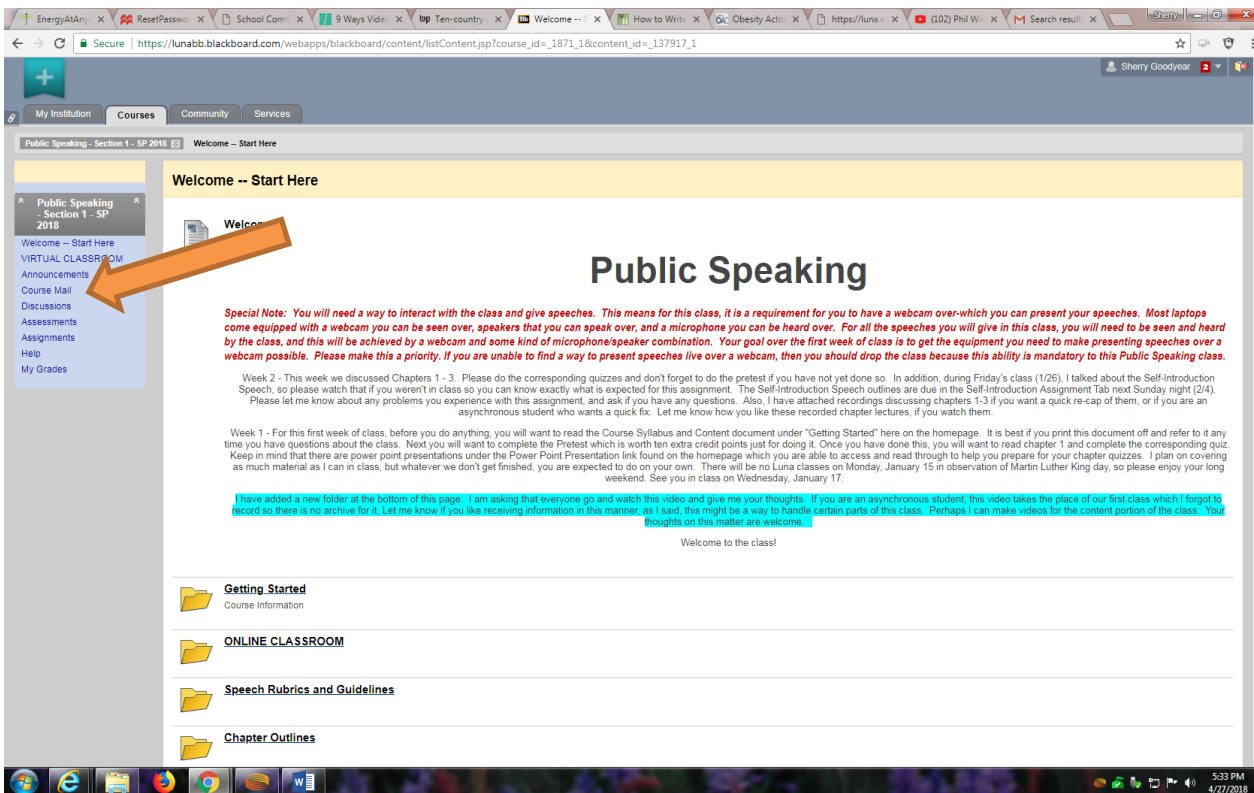 EnergyAtAny
ResetPasswor
School Comm
9 Ways Video
Ten-country
Welcome -- S
How to Write
OAC Obesity Actio
https://luna.e
(102) Phil Wic
Search result
Sherry
Secure | https://lunabb.blackboard.com/webapps/blackboard/content/listContent.jsp?course_id=_1871_1&content_id=_137917_1
Sherry Goodyear 2
My Institution
Courses
Community
Services
Public Speaking - Section 1 - SP 2018
Welcome -- Start Here
Public Speaking
- Section 1 - SP
2018
Welcome -- Start Here
VIRTUAL CLASSROOM
Announcements
Course Mail
Discussions
Assessments
Assignments
Help
My Grades
Welcome -- Start Here
Public Speaking
Special Note: You will need a way to interact with the class and give speeches. This means for this class, it is a requirement for you to have a webcam over-which you can present your speeches. Most laptops
come equipped with a webcam you can be seen over, speakers that you can speak over, and a microphone you can be heard over. For all the speeches you will give in this class, you will need to be seen and heard
by the class, and this will be achieved by a webcam and some kind of microphone/speaker combination. Your goal over the first week of class is to get the equipment you need to make presenting speeches over a
webcam possible. Please make this a priority. If you are unable to find a way to present speeches live over a webcam, then you should drop the class because this ability is mandatory to this Public Speaking class.
Week 2 - This week we discussed Chapters 1 - 3. Please do the corresponding quizzes and don't forget to do the pretest if you have not yet done so. In addition, during Friday's class (1/26), I talked about the Self-Introduction
Speech, so please watch that if you weren't in class so you can know exactly what is expected for this assignment. The Self-Introduction Speech outlines are due in the Self-Introduction Assignment Tab next Sunday night (2/4).
Please let me know about any problems you experience with this assignment, and ask if you have any questions. Also, I have attached recordings discussing chapters 1-3 if you want a quick re-cap of them, or if you are an
asynchronous student who wants a quick fix. Let me know how you like these recorded chapter lectures, if you watch them.
Week 1 - For this first week of class, before you do anything, you will want to read the Course Syllabus and Content document under "Getting Started" here on the homepage. It is best if you print this document off and refer to it any
time you have questions about the class. Next you will want to complete the Pretest which is worth ten extra credit points just for doing it. Once you have done this, you will want to read chapter 1 and complete the corresponding quiz.
Keep in mind that there are power point presentations under the Power Point Presentation link found on the homepage which you are able to access and read through to help you prepare for your chapter quizzes. I plan on covering
as much material as I can in class, but whatever we don't get finished, you are expected to do on your own. There will be no Luna classes on Monday, January 15 in observation of Martin Luther King day, so please enjoy your long
weekend. See you in class on Wednesday, January 17.
I have added a new folder at the bottom of this page. I am asking that everyone go and watch this video and give me your thoughts. If you are an asynchronous student, this video takes the place of our first class which I forgot to
record so there is no archive for it. Let me know if you like receiving information in this manner, as I said, this might be a way to handle certain parts of this class. Perhaps I can make videos for the content portion of the class. Your
thoughts on this matter are welcome.
Welcome to the class!
Getting Started
Course Information
ONLINE CLASSROOM
Speech Rubrics and Guidelines
Chapter Outlines
5:33 PM
4/27/2018